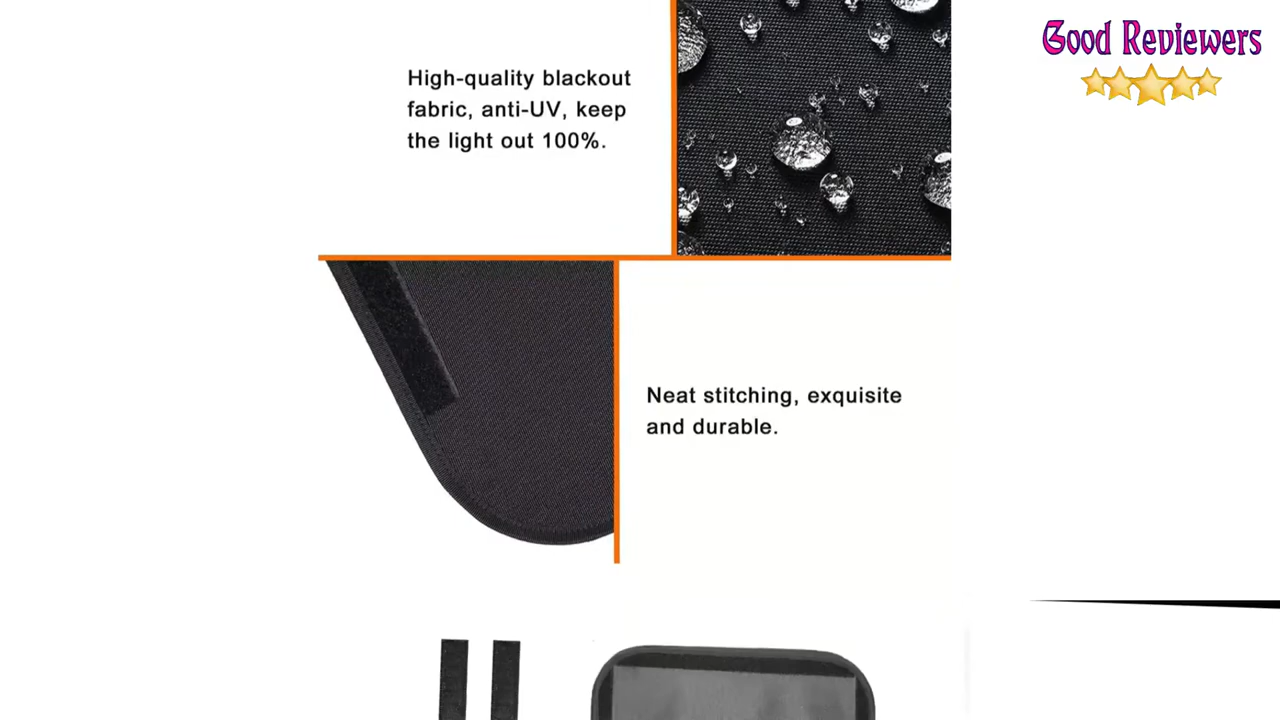 Good Reviewers
High-quality blackout
fabric, anti-UV, keep
the light out 100%.
Neat stitching, exquisite
and durable.